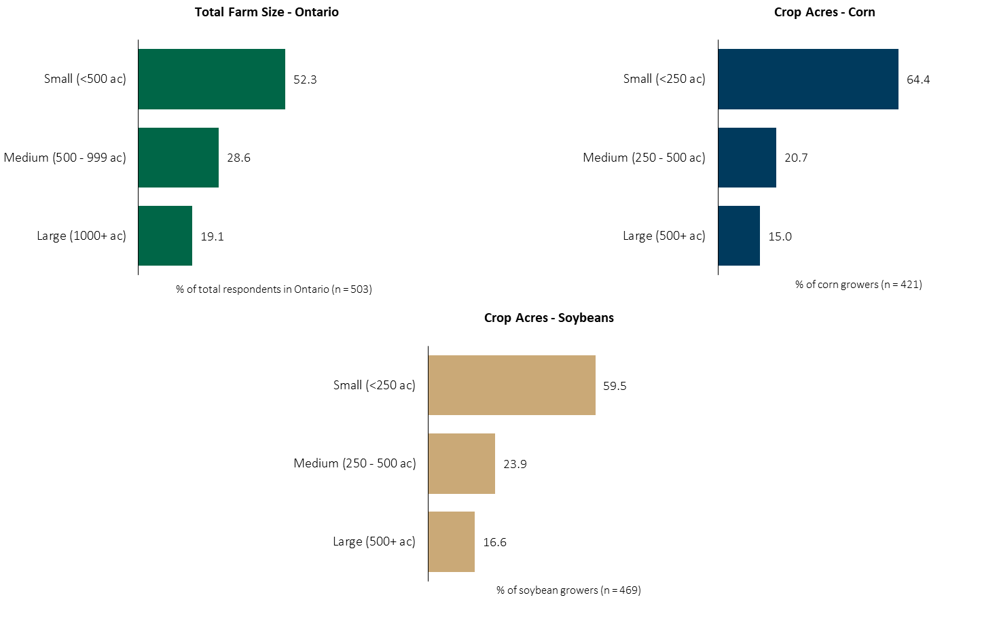 Total Farm Size - Ontario
Small (<500 ac) 52.3
Medium (500 - 999 ac) 28.6
Large (1000+ ac) 19.1
% of total respondents in Ontario (n = 503)
Crop Acres - Corn
Small (<250 ac) 64.4
Medium (250 - 500 ac) 20.7
Large (500+ ac) 15.0
% of corn growers (n = 421)
Crop Acres - Soybeans
Small (<250 ac) 59.5
Medium (250 - 500 ac) 23.9
Large (500+ ac) 16.6
% of soybean growers (n = 469)